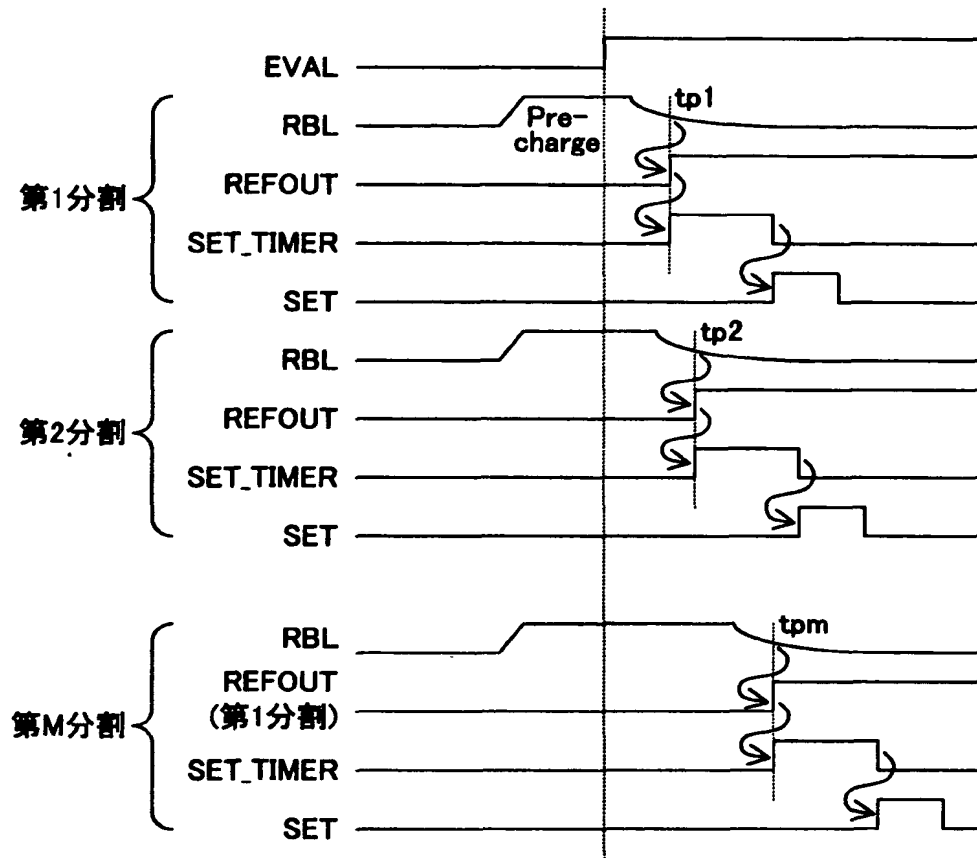 EVAL
第1分割
RBL
Pre-
charge
tp1
REFOUT
SET_TIMER
SET
第2分割
RBL
tp2
REFOUT
SET_TIMER
SET
第M分割
RBL
tpm
REFOUT
(第1分割)
SET_TIMER
SET